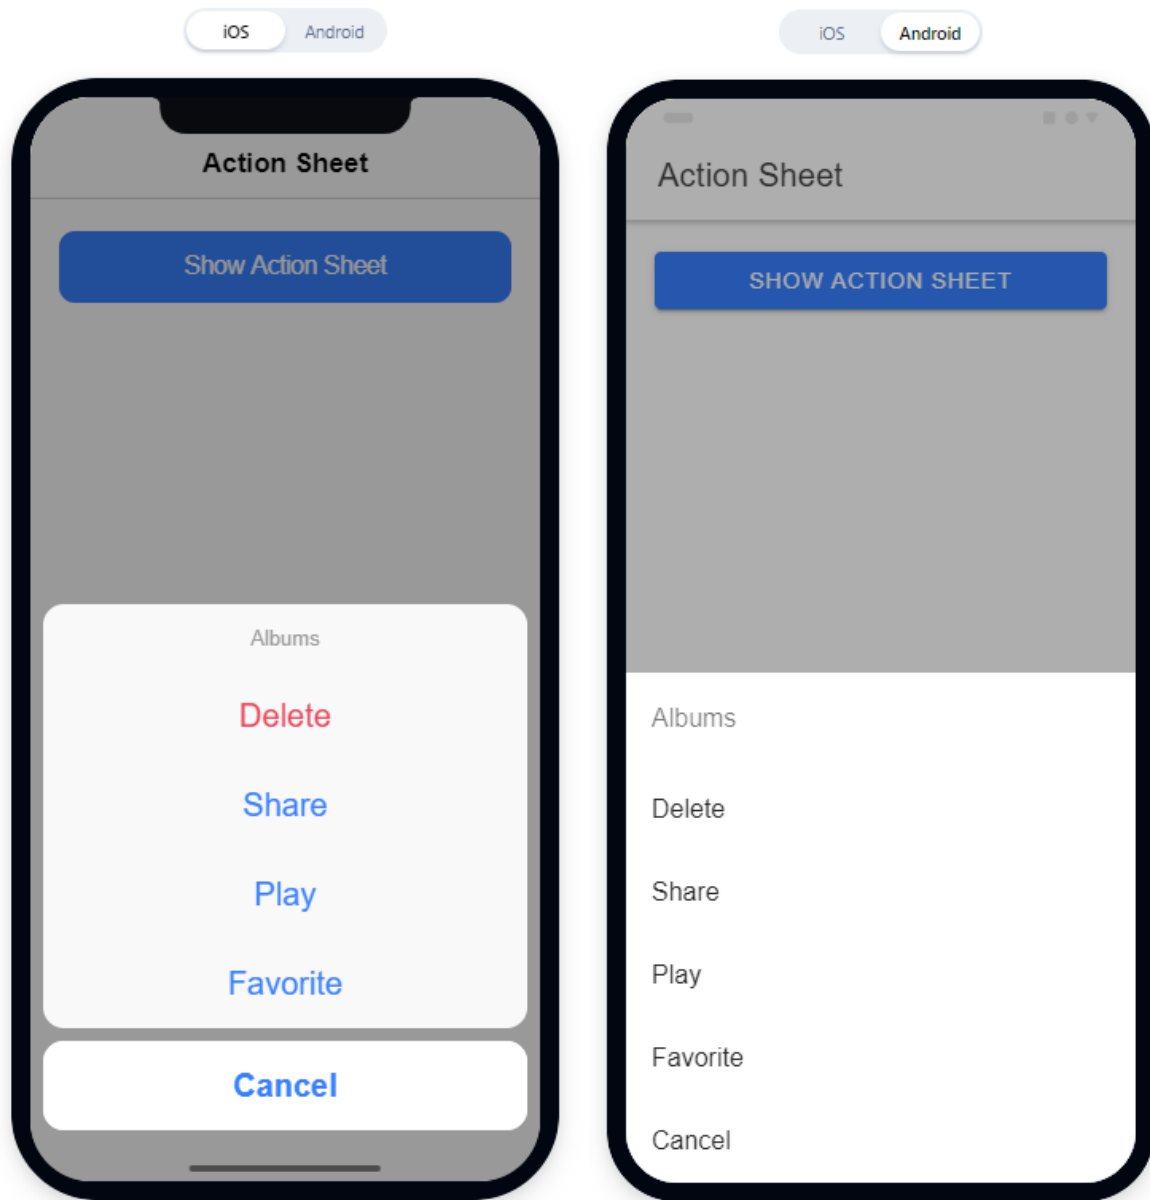 iOS Android
Action Sheet
Show Action Sheet
Albums
Delete
Share
Play
Favorite
Cancel
iOS Android
Action Sheet
SHOW ACTION SHEET
Albums
Delete
Share
Play
Favorite
Cancel